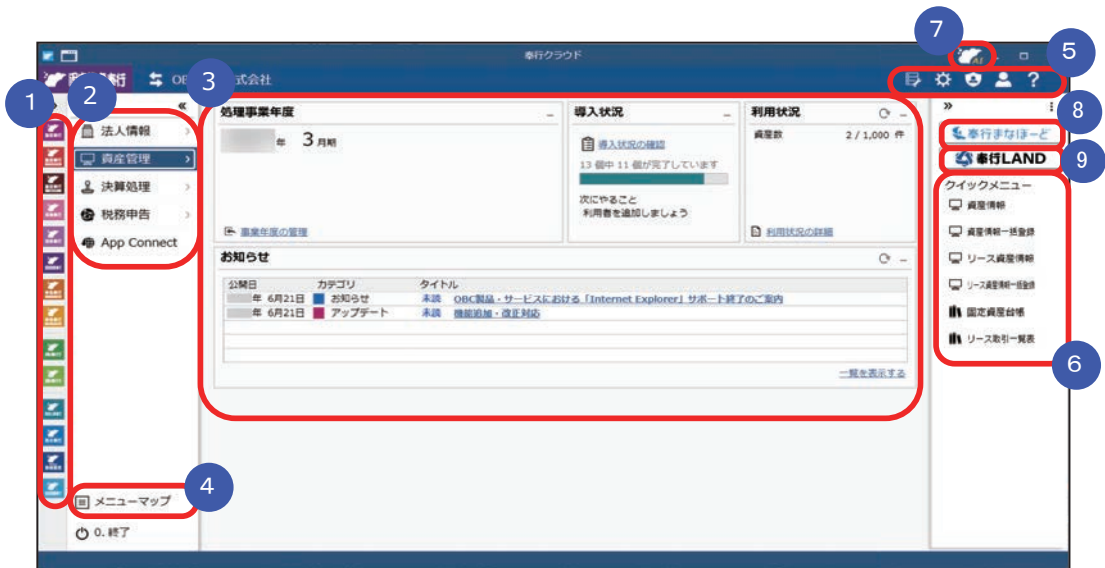 7
奉行クラウド
AI
5
奉行
OB
式会社
?
1
2
3
«
法人情報
資産管理
決算処理
税務申告
App Connect
4
メニューマップ
0. 終了
処理事業年度
年 3 月期
事業年度の管理
導入状況
導入状況の確認
13 個中 11 個が完了しています
次にやること
利用者を追加しましょう
利用状況
資産数 2 / 1,000 件
利用状況の詳細
お知らせ
公開日 カテゴリ タイトル
年 6月21日 お知らせ 未読 OBC製品・サービスにおける「Internet Explorer」サポート終了のご案内
年 6月21日 アップデート 未読 機能追加・改正対応
一覧を表示する
»
8
奉行まなぼーど
9
奉行LAND
クイックメニュー
資産情報
資産情報一括登録
リース資産情報
リース資産情報一括登録
固定資産台帳
リース取引一覧表
6